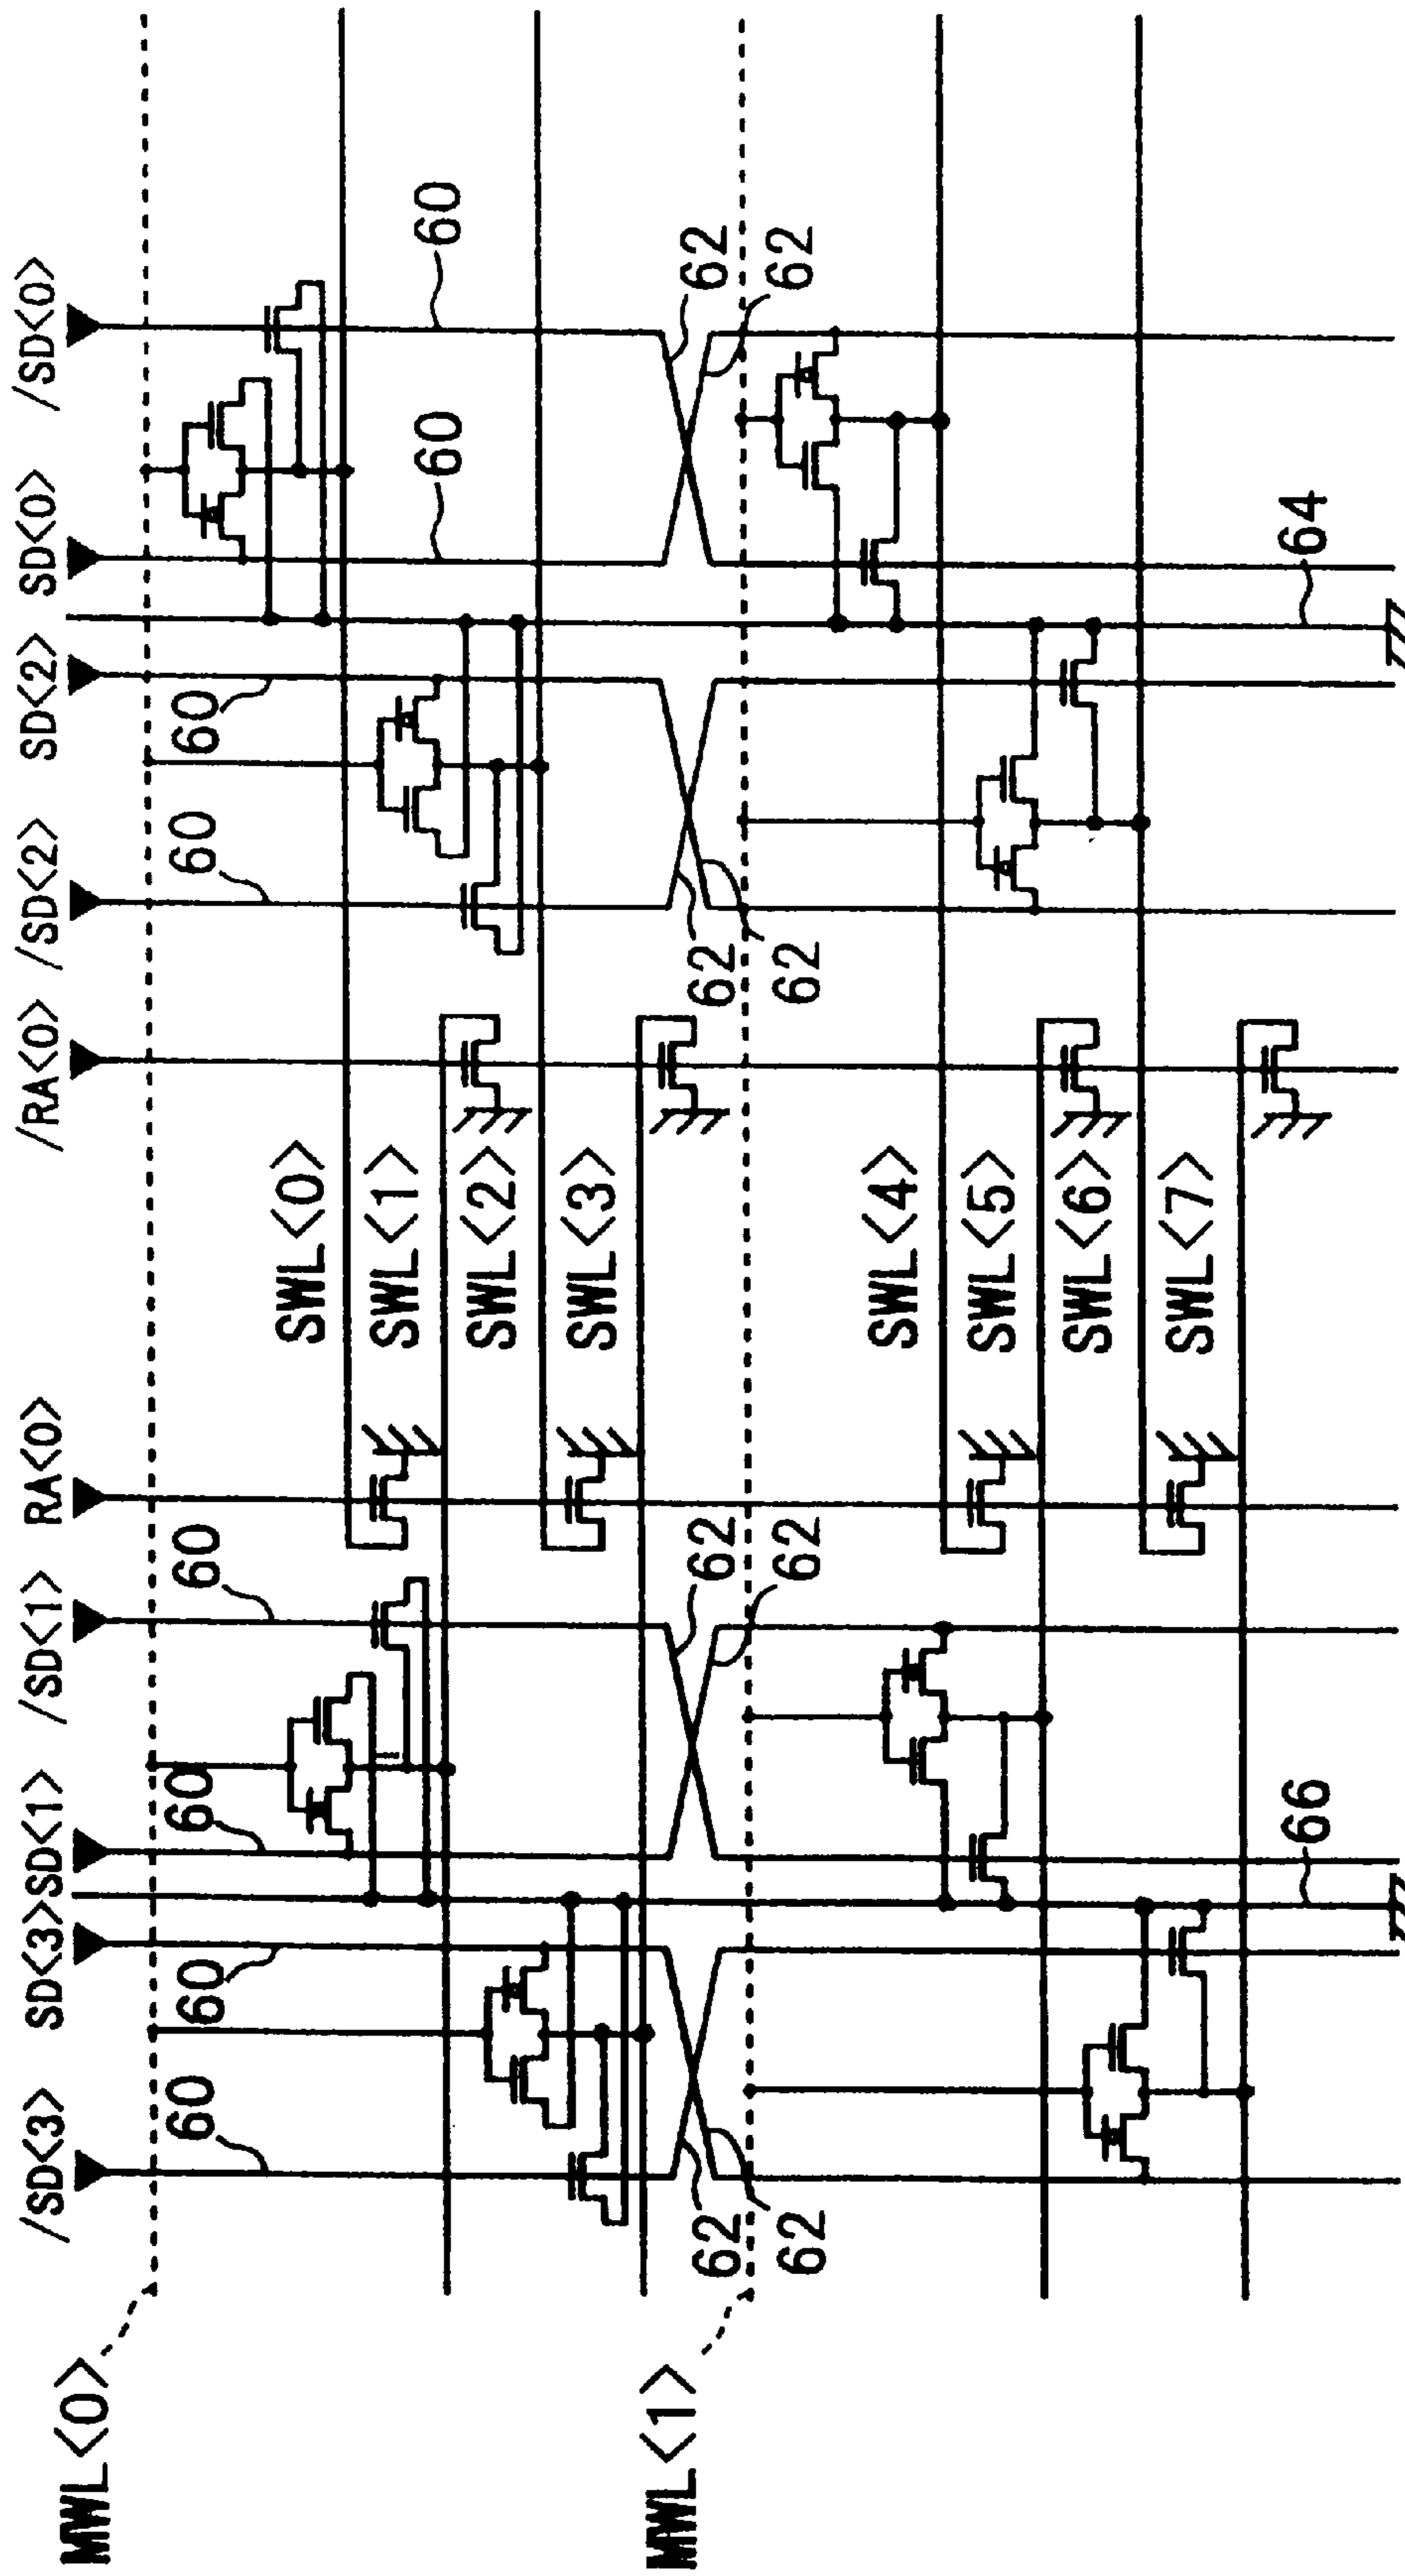 /SD<3>
SD<3>
SD<1>
/SD<1>
RA<0>
/RA<0>
/SD<2>
SD<2>
SD<0>
/SD<0>
MWL<0>
60
60
60
60
60
60
60
60
SWL<0>
SWL<1>
SWL<2>
SWL<3>
62
62
62
62
62
62
62
62
MWL<1>
SWL<4>
SWL<5>
SWL<6>
SWL<7>
66
64